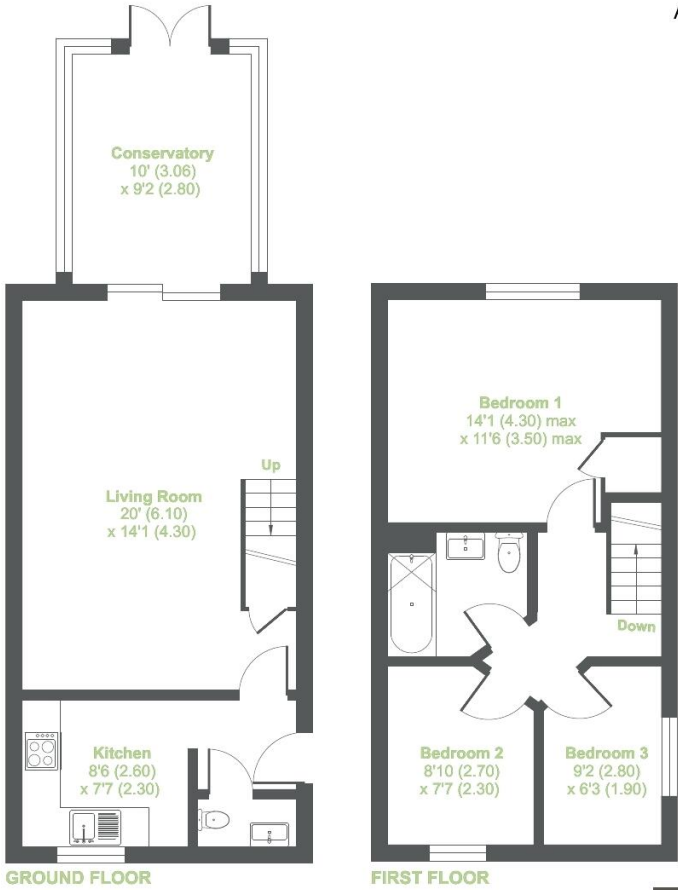 Conservatory
10' (3.06)
x 9'2 (2.80)
Up
Living Room
20' (6.10)
x 14'1 (4.30)
Kitchen
8'6 (2.60)
x 7'7 (2.30)
GROUND FLOOR
Bedroom 1
14'1 (4.30) max
x 11'6 (3.50) max
Down
Bedroom 2
8'10 (2.70)
x 7'7 (2.30)
Bedroom 3
9'2 (2.80)
x 6'3 (1.90)
FIRST FLOOR